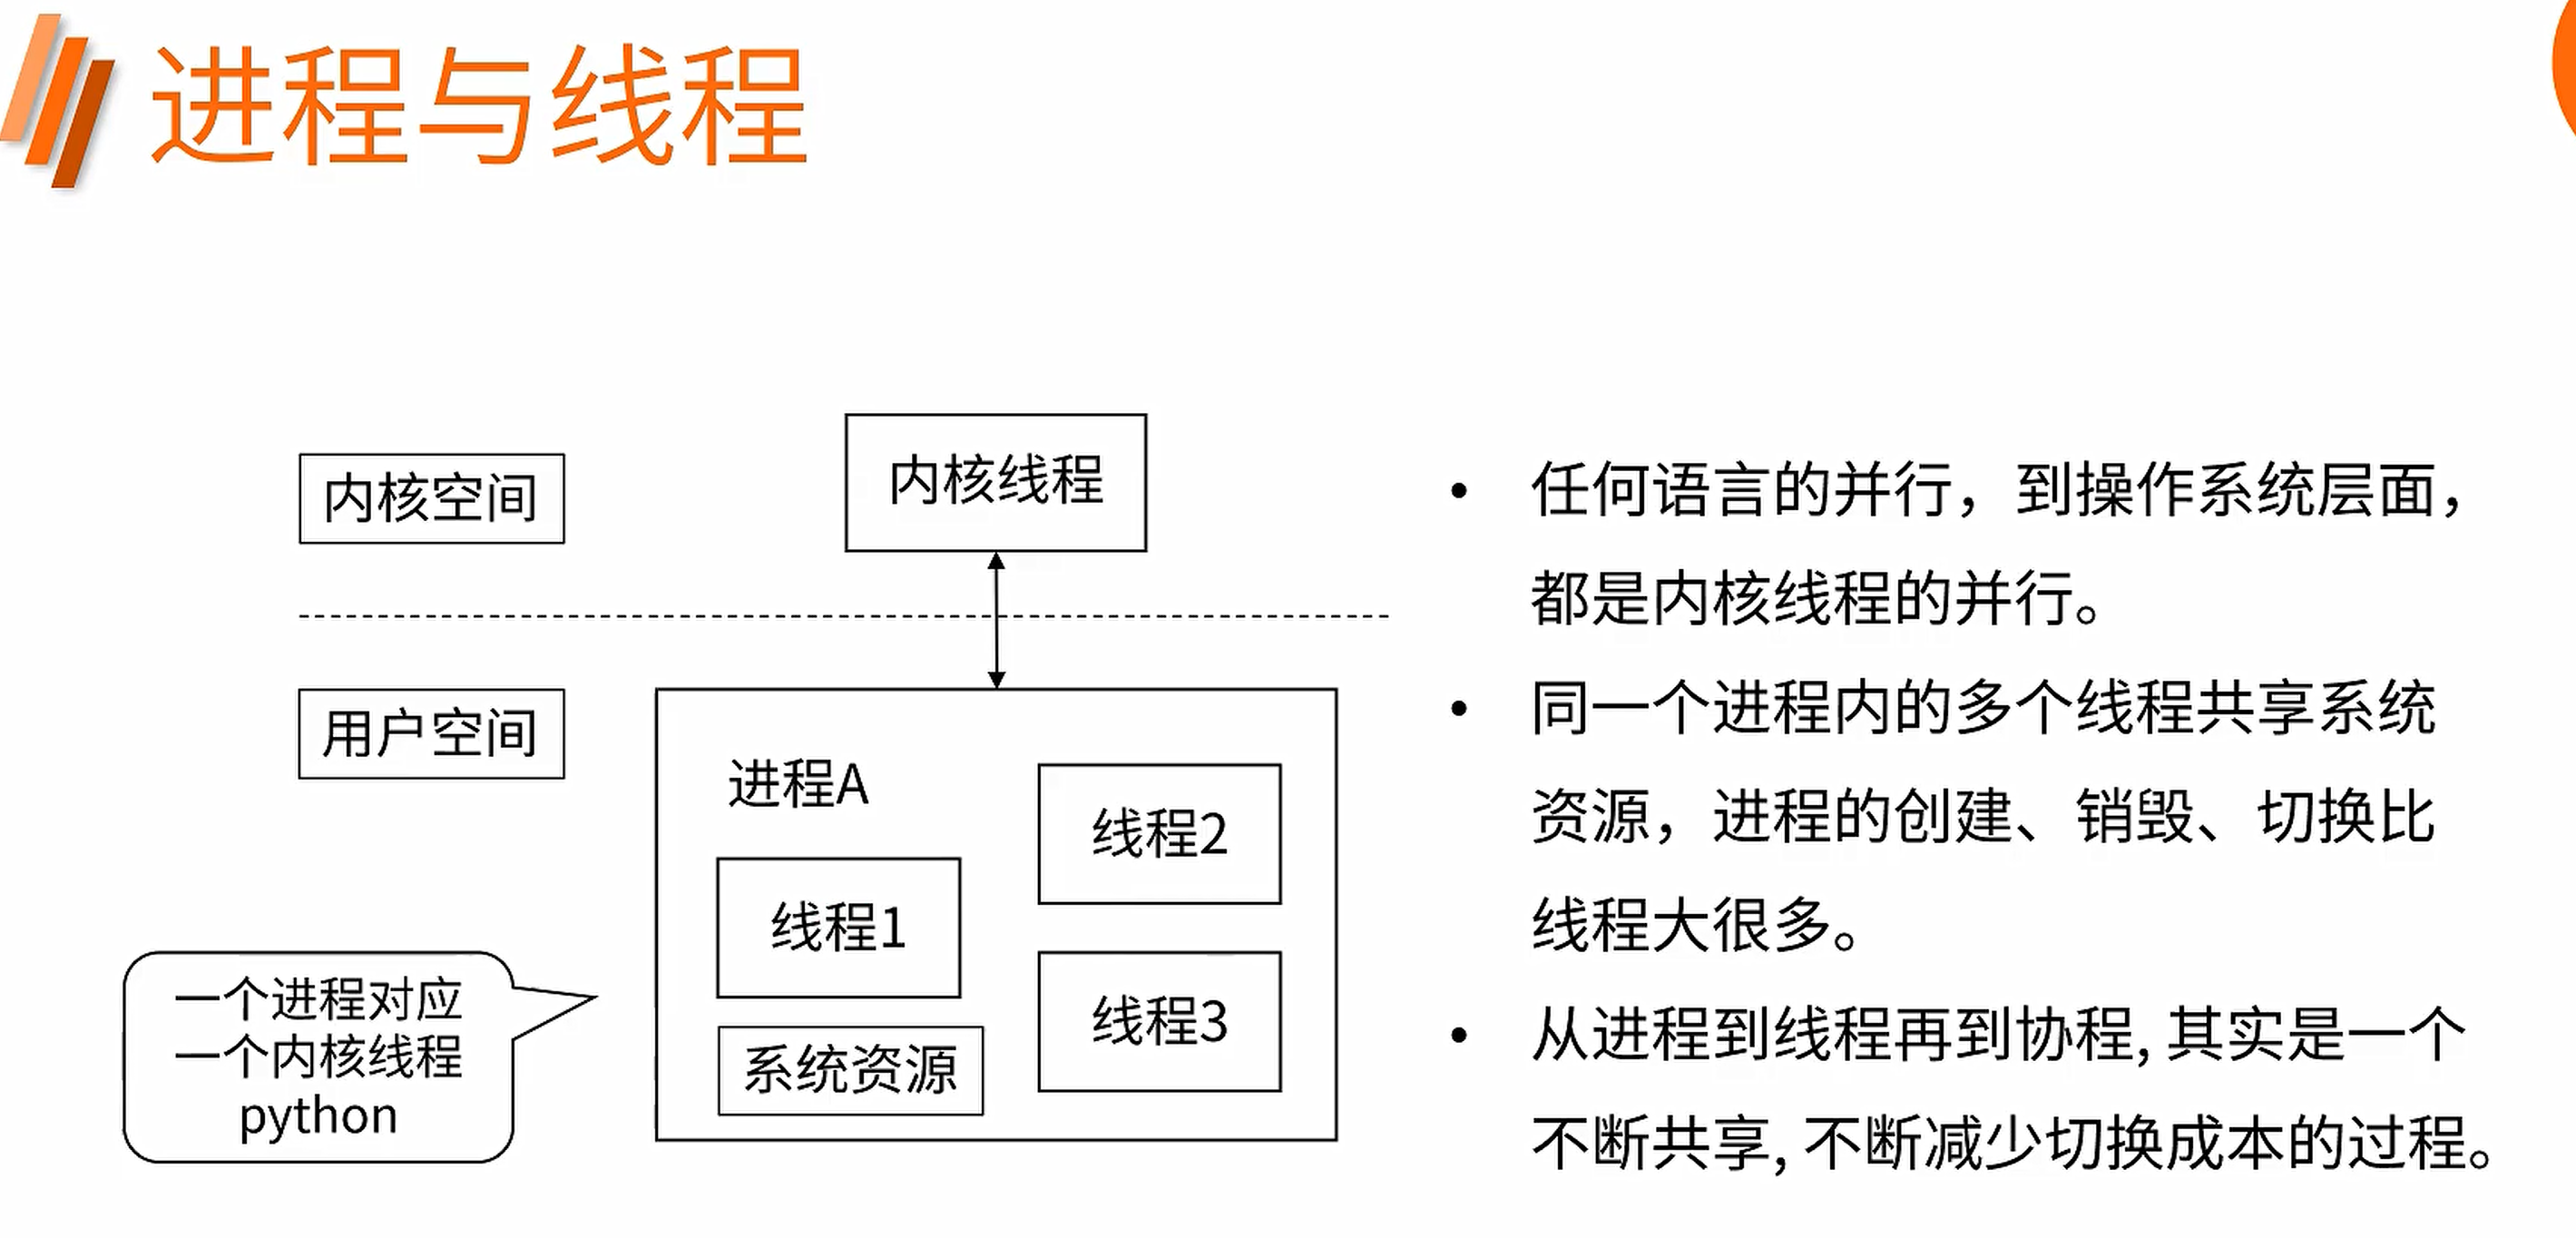 进程与线程
内核空间
内核线程
用户空间
进程A
线程1
线程2
线程3
系统资源
一个进程对应
一个内核线程
python
• 任何语言的并行，到操作系统层面，
都是内核线程的并行。
• 同一个进程内的多个线程共享系统
资源，进程的创建、销毁、切换比
线程大很多。
• 从进程到线程再到协程, 其实是一个
不断共享, 不断减少切换成本的过程。